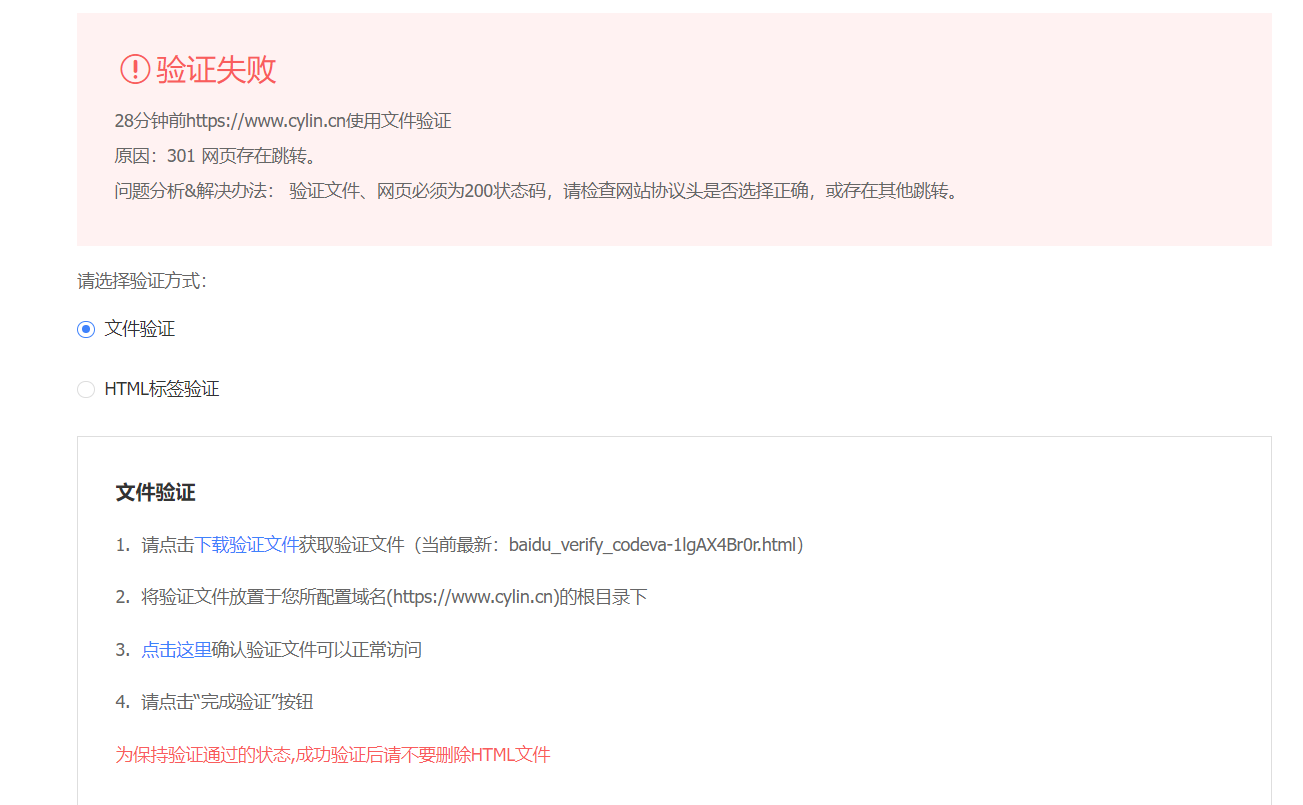 验证失败
28分钟前https://www.cylin.cn使用文件验证
原因：301 网页存在跳转。
问题分析&解决办法： 验证文件、网页必须为200状态码，请检查网站协议头是否选择正确，或存在其他跳转。
请选择验证方式：
文件验证
HTML标签验证
文件验证
1. 请点击下载验证文件获取验证文件（当前最新：baidu_verify_codeva-1lgAX4Br0r.html）
2. 将验证文件放置于您所配置域名(https://www.cylin.cn)的根目录下
3. 点击这里确认验证文件可以正常访问
4. 请点击“完成验证”按钮
为保持验证通过的状态,成功验证后请不要删除HTML文件